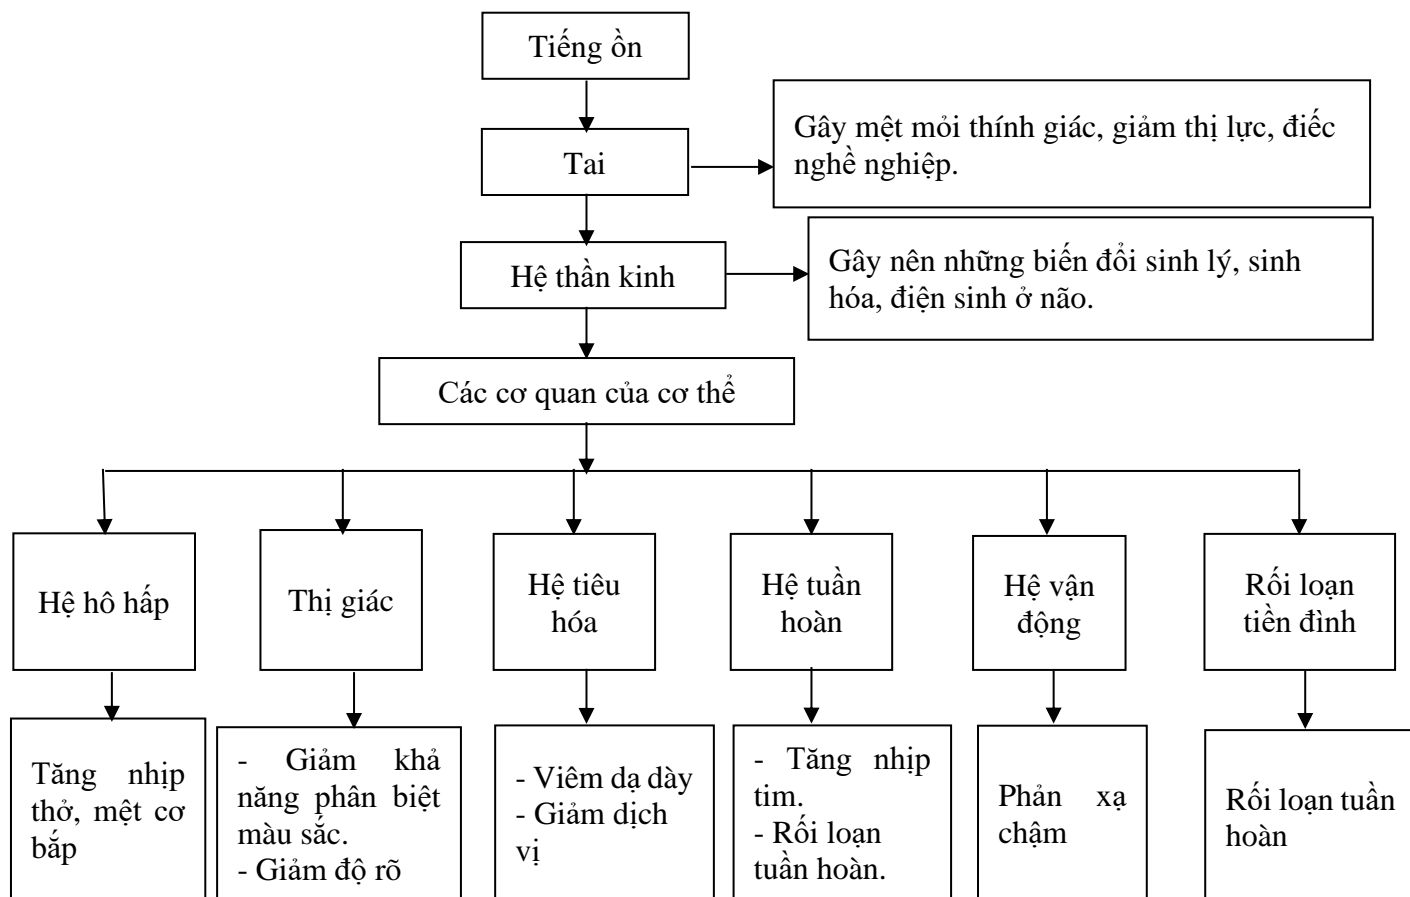 Tiếng ồn
Gây mệt mỏi thính giác, giảm thị lực, điếc
nghề nghiệp.
Tai
Gây nên những biến đổi sinh lý, sinh
hóa, điện sinh ở não.
Hệ thần kinh
Các cơ quan của cơ thể
Hệ hô hấp
Thị giác
Hệ tiêu
hóa
Hệ tuần
hoàn
Hệ vận
động
Rối loạn
tiền đình
Tăng nhịp
thở, mệt cơ
bắp
- Giảm khả
năng phân biệt
màu sắc.
- Giảm độ rõ
- Viêm dạ dày
- Giảm dịch
vị
- Tăng nhịp
tim.
- Rối loạn
tuần hoàn.
Phản xạ
chậm
Rối loạn tuần
hoàn